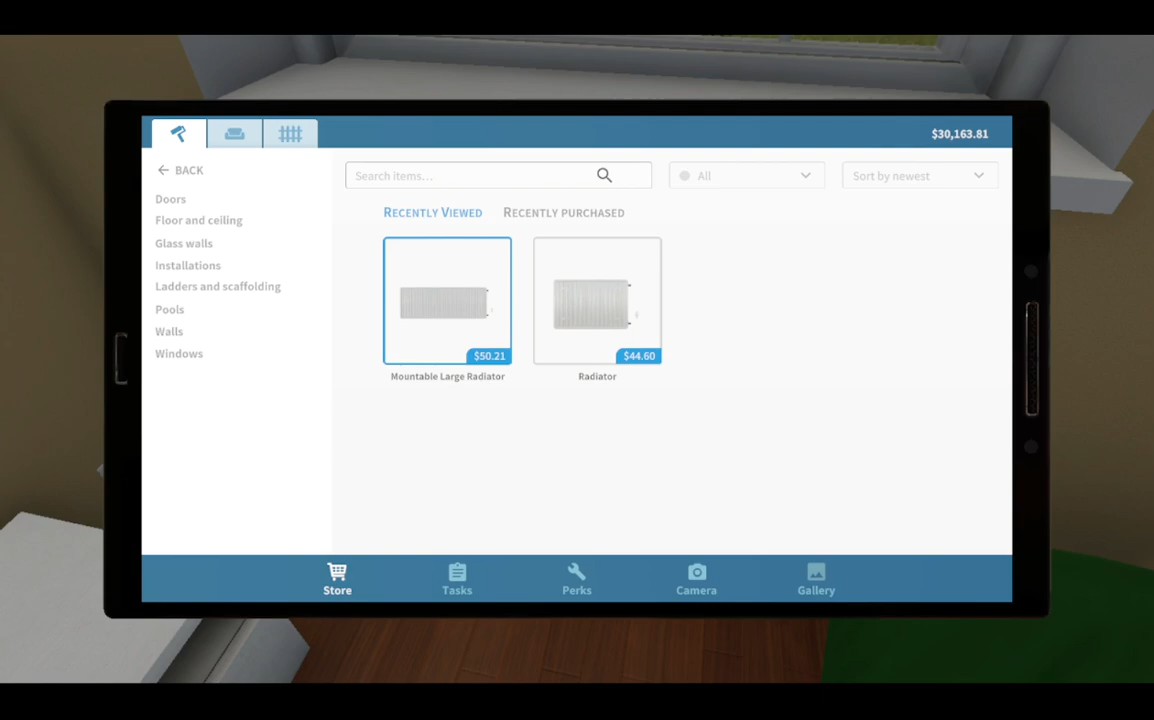 $30,163.81
BACK
Doors
Floor and ceiling
Glass walls
Installations
Ladders and scaffolding
Pools
Walls
Windows
Search items...
All
Sort by newest
RECENTLY VIEWED
RECENTLY PURCHASED
$50.21
$44.60
Mountable Large Radiator
Radiator
Store
Tasks
Perks
Camera
Gallery